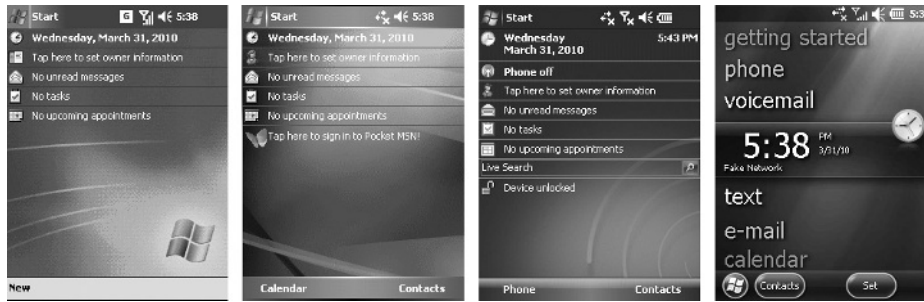 Start G 5:38
Wednesday, March 31, 2010
Tap here to set owner information
No unread messages
No tasks
No upcoming appointments
New
Start 5:38
Wednesday, March 31, 2010
Tap here to set owner information
No unread messages
No tasks
No upcoming appointments
Tap here to sign in to Pocket MSN!
Calendar Contacts
Start
Wednesday 5:43 PM
March 31, 2010
Phone off
Tap here to set owner information
No unread messages
No tasks
No upcoming appointments
Live Search
Device unlocked
Phone Contacts
5:3
getting started
phone
voicemail
5:38 PM
3/31/10
Fake Network
text
e-mail
calendar
Contacts Set